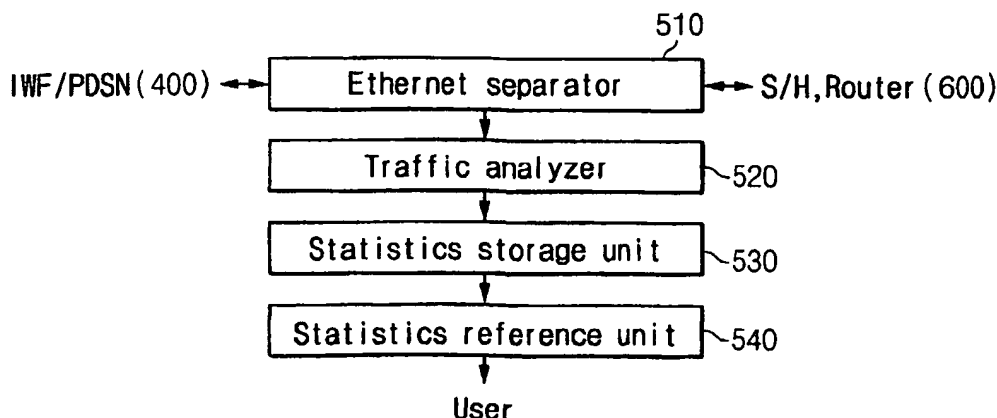 510
IWF/PDSN(400)
Ethernet separator
S/H,Router(600)
Traffic analyzer
520
Statistics storage unit
530
Statistics reference unit
540
User